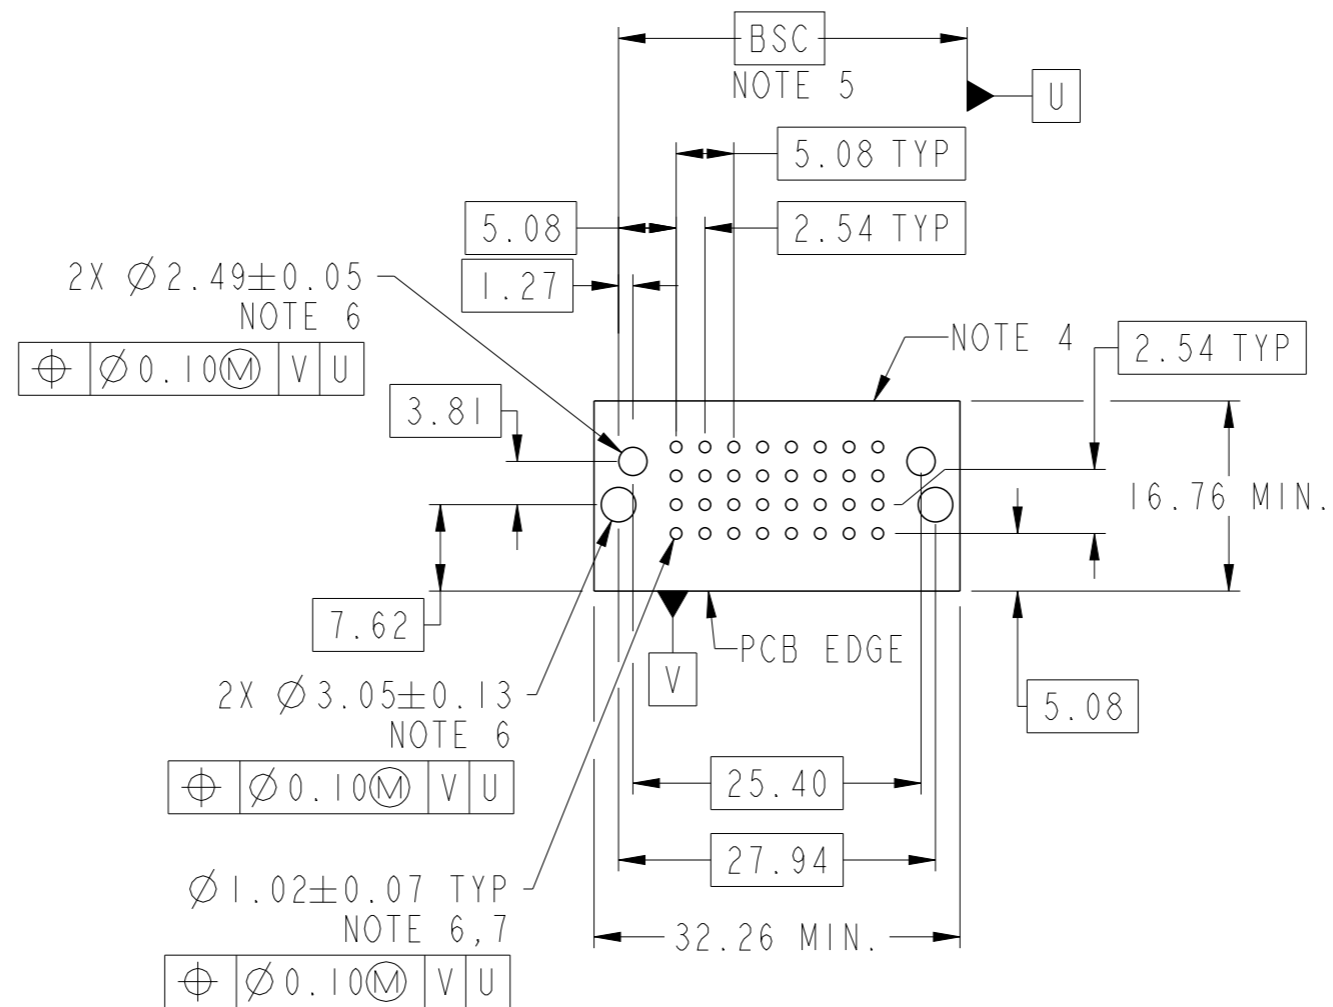 BSC
NOTE 5
U
5.08 TYP
5.08
2.54 TYP
1.27
2X ∅2.49±0.05
NOTE 6
⌖ ∅0.10Ⓜ V U
NOTE 4
2.54 TYP
3.81
16.76 MIN.
7.62
PCB EDGE
V
2X ∅3.05±0.13
NOTE 6
⌖ ∅0.10Ⓜ V U
5.08
25.40
27.94
∅1.02±0.07 TYP
NOTE 6,7
32.26 MIN.
⌖ ∅0.10Ⓜ V U